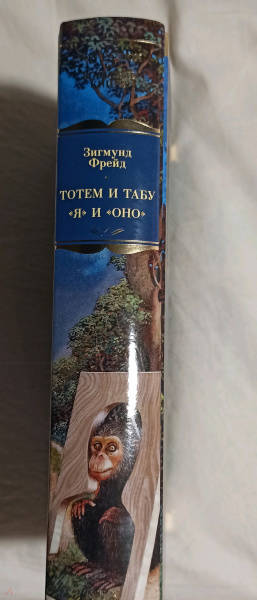 Зигмунд
Фрейд
ТОТЕМ И ТАБУ
«Я» И «ОНО»